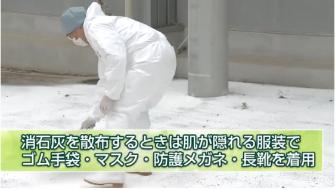 消石灰を散布するときは肌が隠れる服装で
ゴム手袋・マスク・防護メガネ・長靴を着用